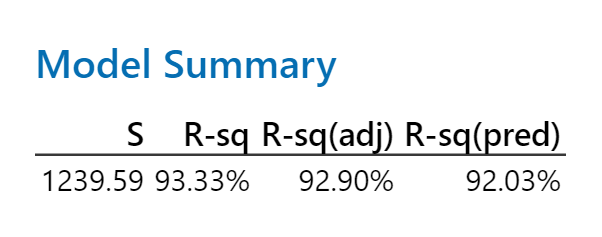 Model Summary
S R-sq R-sq(adj) R-sq(pred)
1239.59 93.33% 92.90% 92.03%